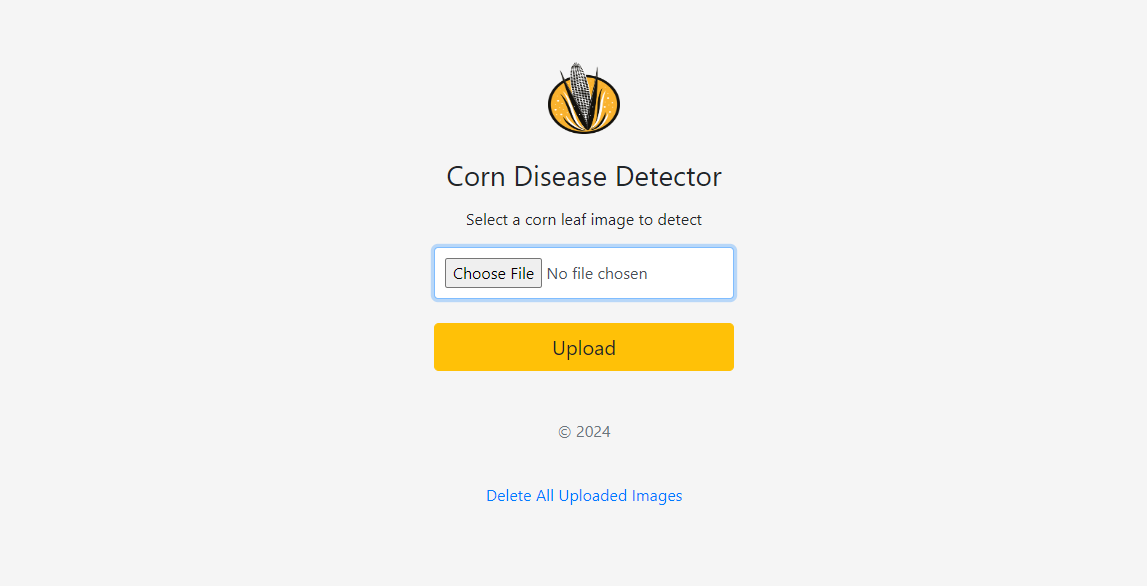 Corn Disease Detector
Select a corn leaf image to detect
Choose File No file chosen
Upload
© 2024
Delete All Uploaded Images